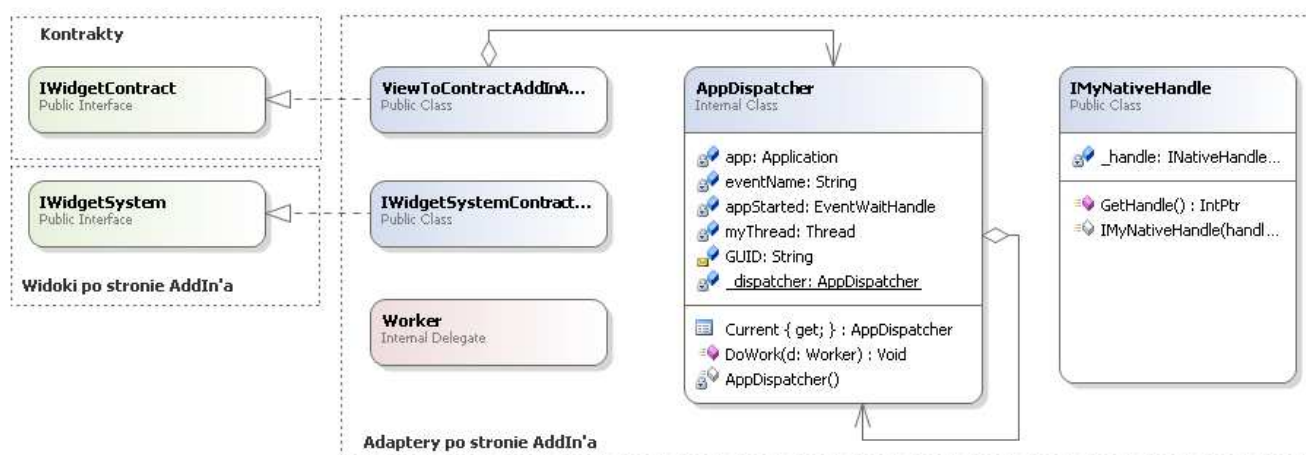 Kontrakty
IWidgetContract
Public Interface
IWidgetSystem
Public Interface
Widoki po stronie AddIn'a
ViewToContractAddInA...
Public Class
IWidgetSystemContract...
Public Class
Worker
Internal Delegate
AppDispatcher
Internal Class
app: Application
eventName: String
appStarted: EventWaitHandle
myThread: Thread
GUID: String
_dispatcher: AppDispatcher
Current { get; } : AppDispatcher
DoWork(d: Worker) : Void
AppDispatcher()
IMyNativeHandle
Public Class
_handle: INativeHandle...
GetHandle() : IntPtr
IMyNativeHandle(handl...
Adaptery po stronie AddIn'a